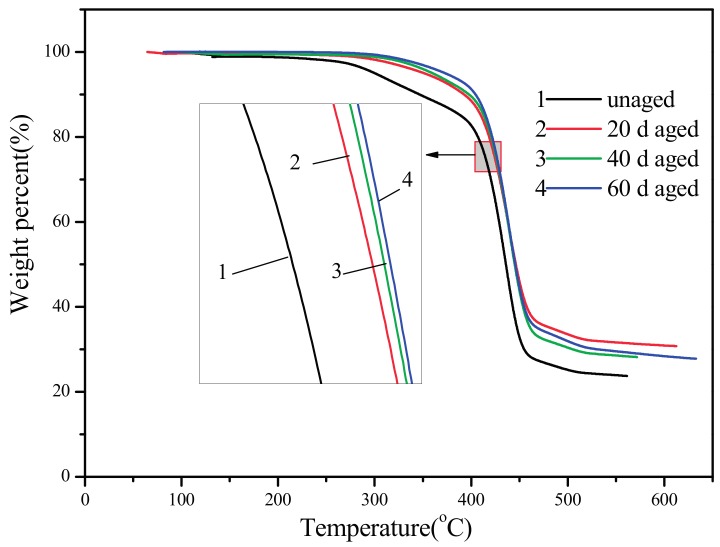 Weight percent(%)
100
80
60
40
20
0
1 unaged
2 20 d aged
3 40 d aged
4 60 d aged
2
4
1
3
0 100 200 300 400 500 600
Temperature(°C)